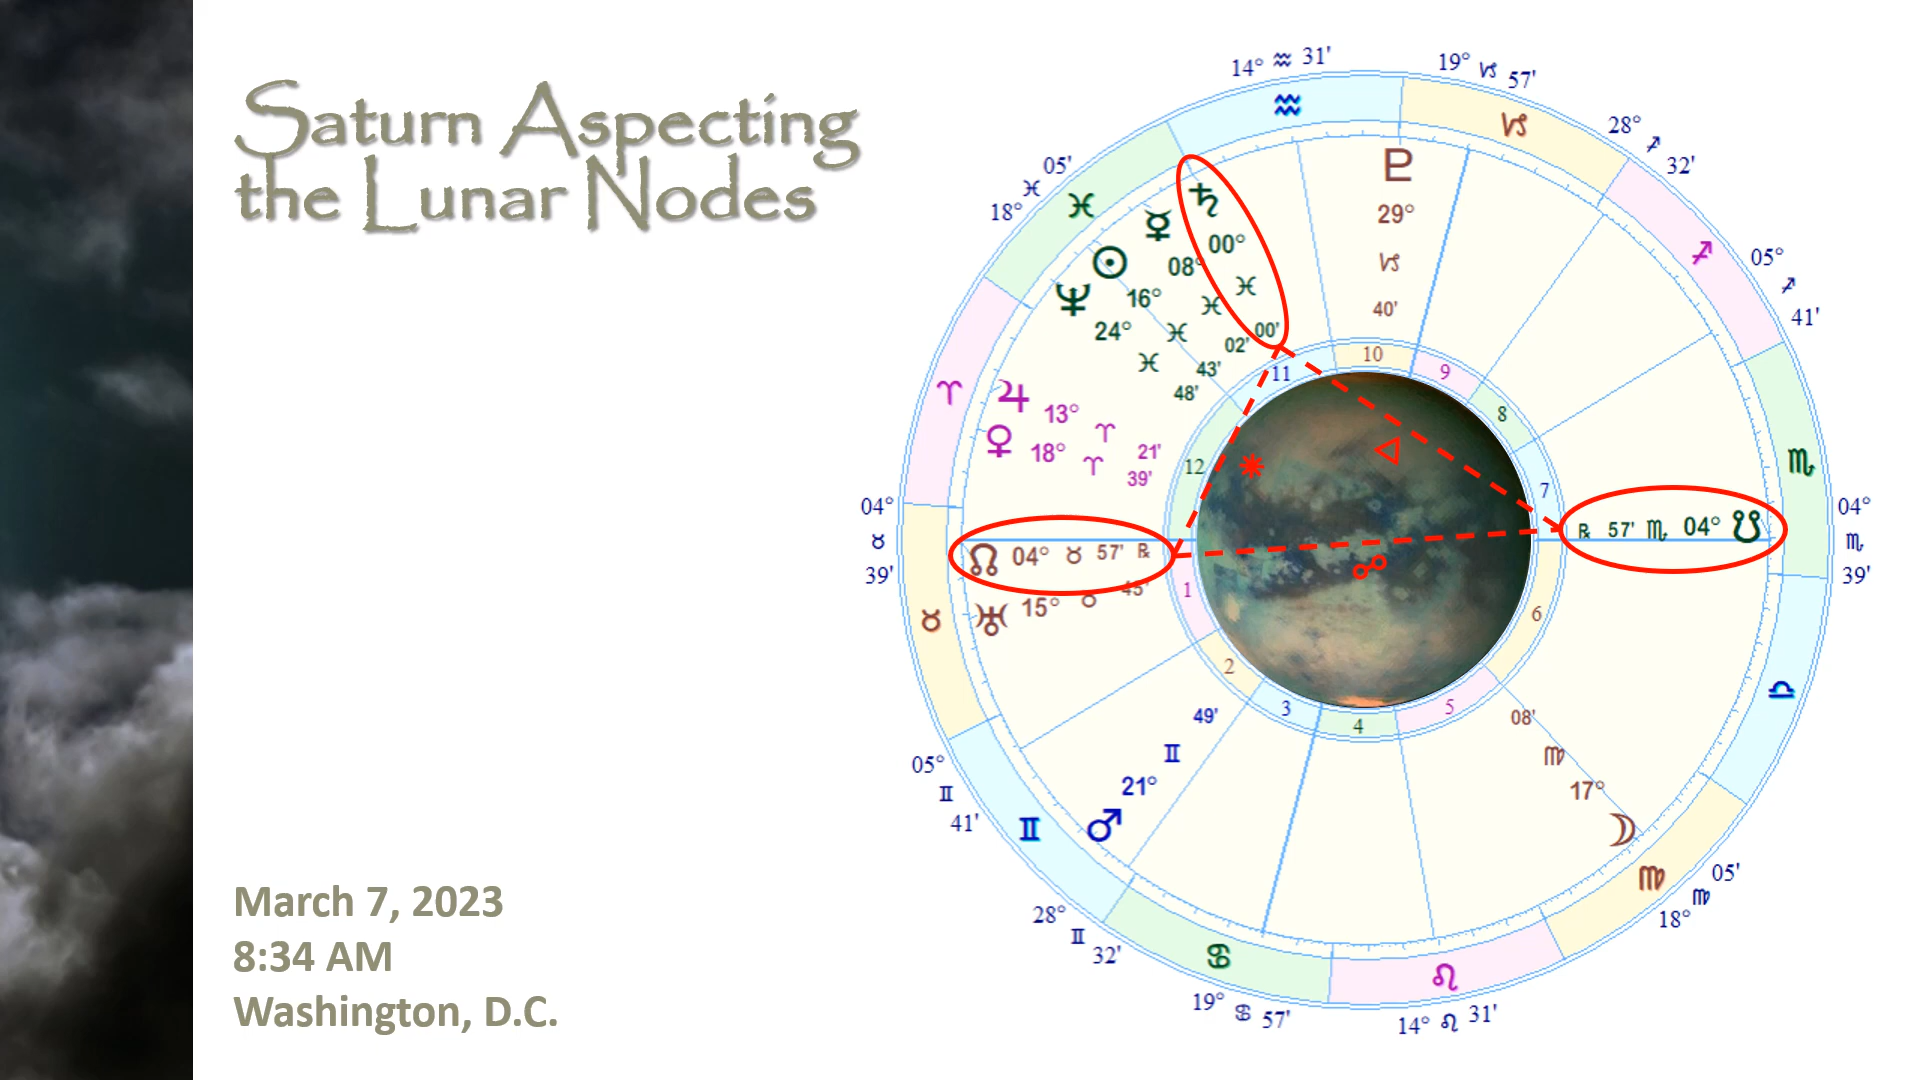 Saturn Aspecting
the Lunar Nodes
March 7, 2023
8:34 AM
Washington, D.C.
14° ♒ 31'
19° ♑ 57'
28° ♐ 32'
05° ♐ 41'
04° ♏ 39'
18° ♍ 05'
14° ♌ 31'
19° ♋ 57'
28° ♊ 32'
05° ♊ 41'
04° ♉ 39'
18° ♓ 05'
♒
♑
♐
♏
♎
♍
♌
♋
♊
♉
♈
♓
♇ 29° ♑ 40'
♄ 00° ♓ 00'
☿ 08° ♓ 02'
☉ 16° ♓ 43'
♆ 24° ♓ 48'
♃ 13° ♈ 21'
♀ 18° ♈ 39'
☊ 04° ♉ 57' ℞
♅ 15° ♉ 45'
♂ 21° ♊ 49'
☽ 17° ♍ 08'
℞ 57' ♏ 04° ☋
10
9
8
7
6
5
4
3
2
1
12
11